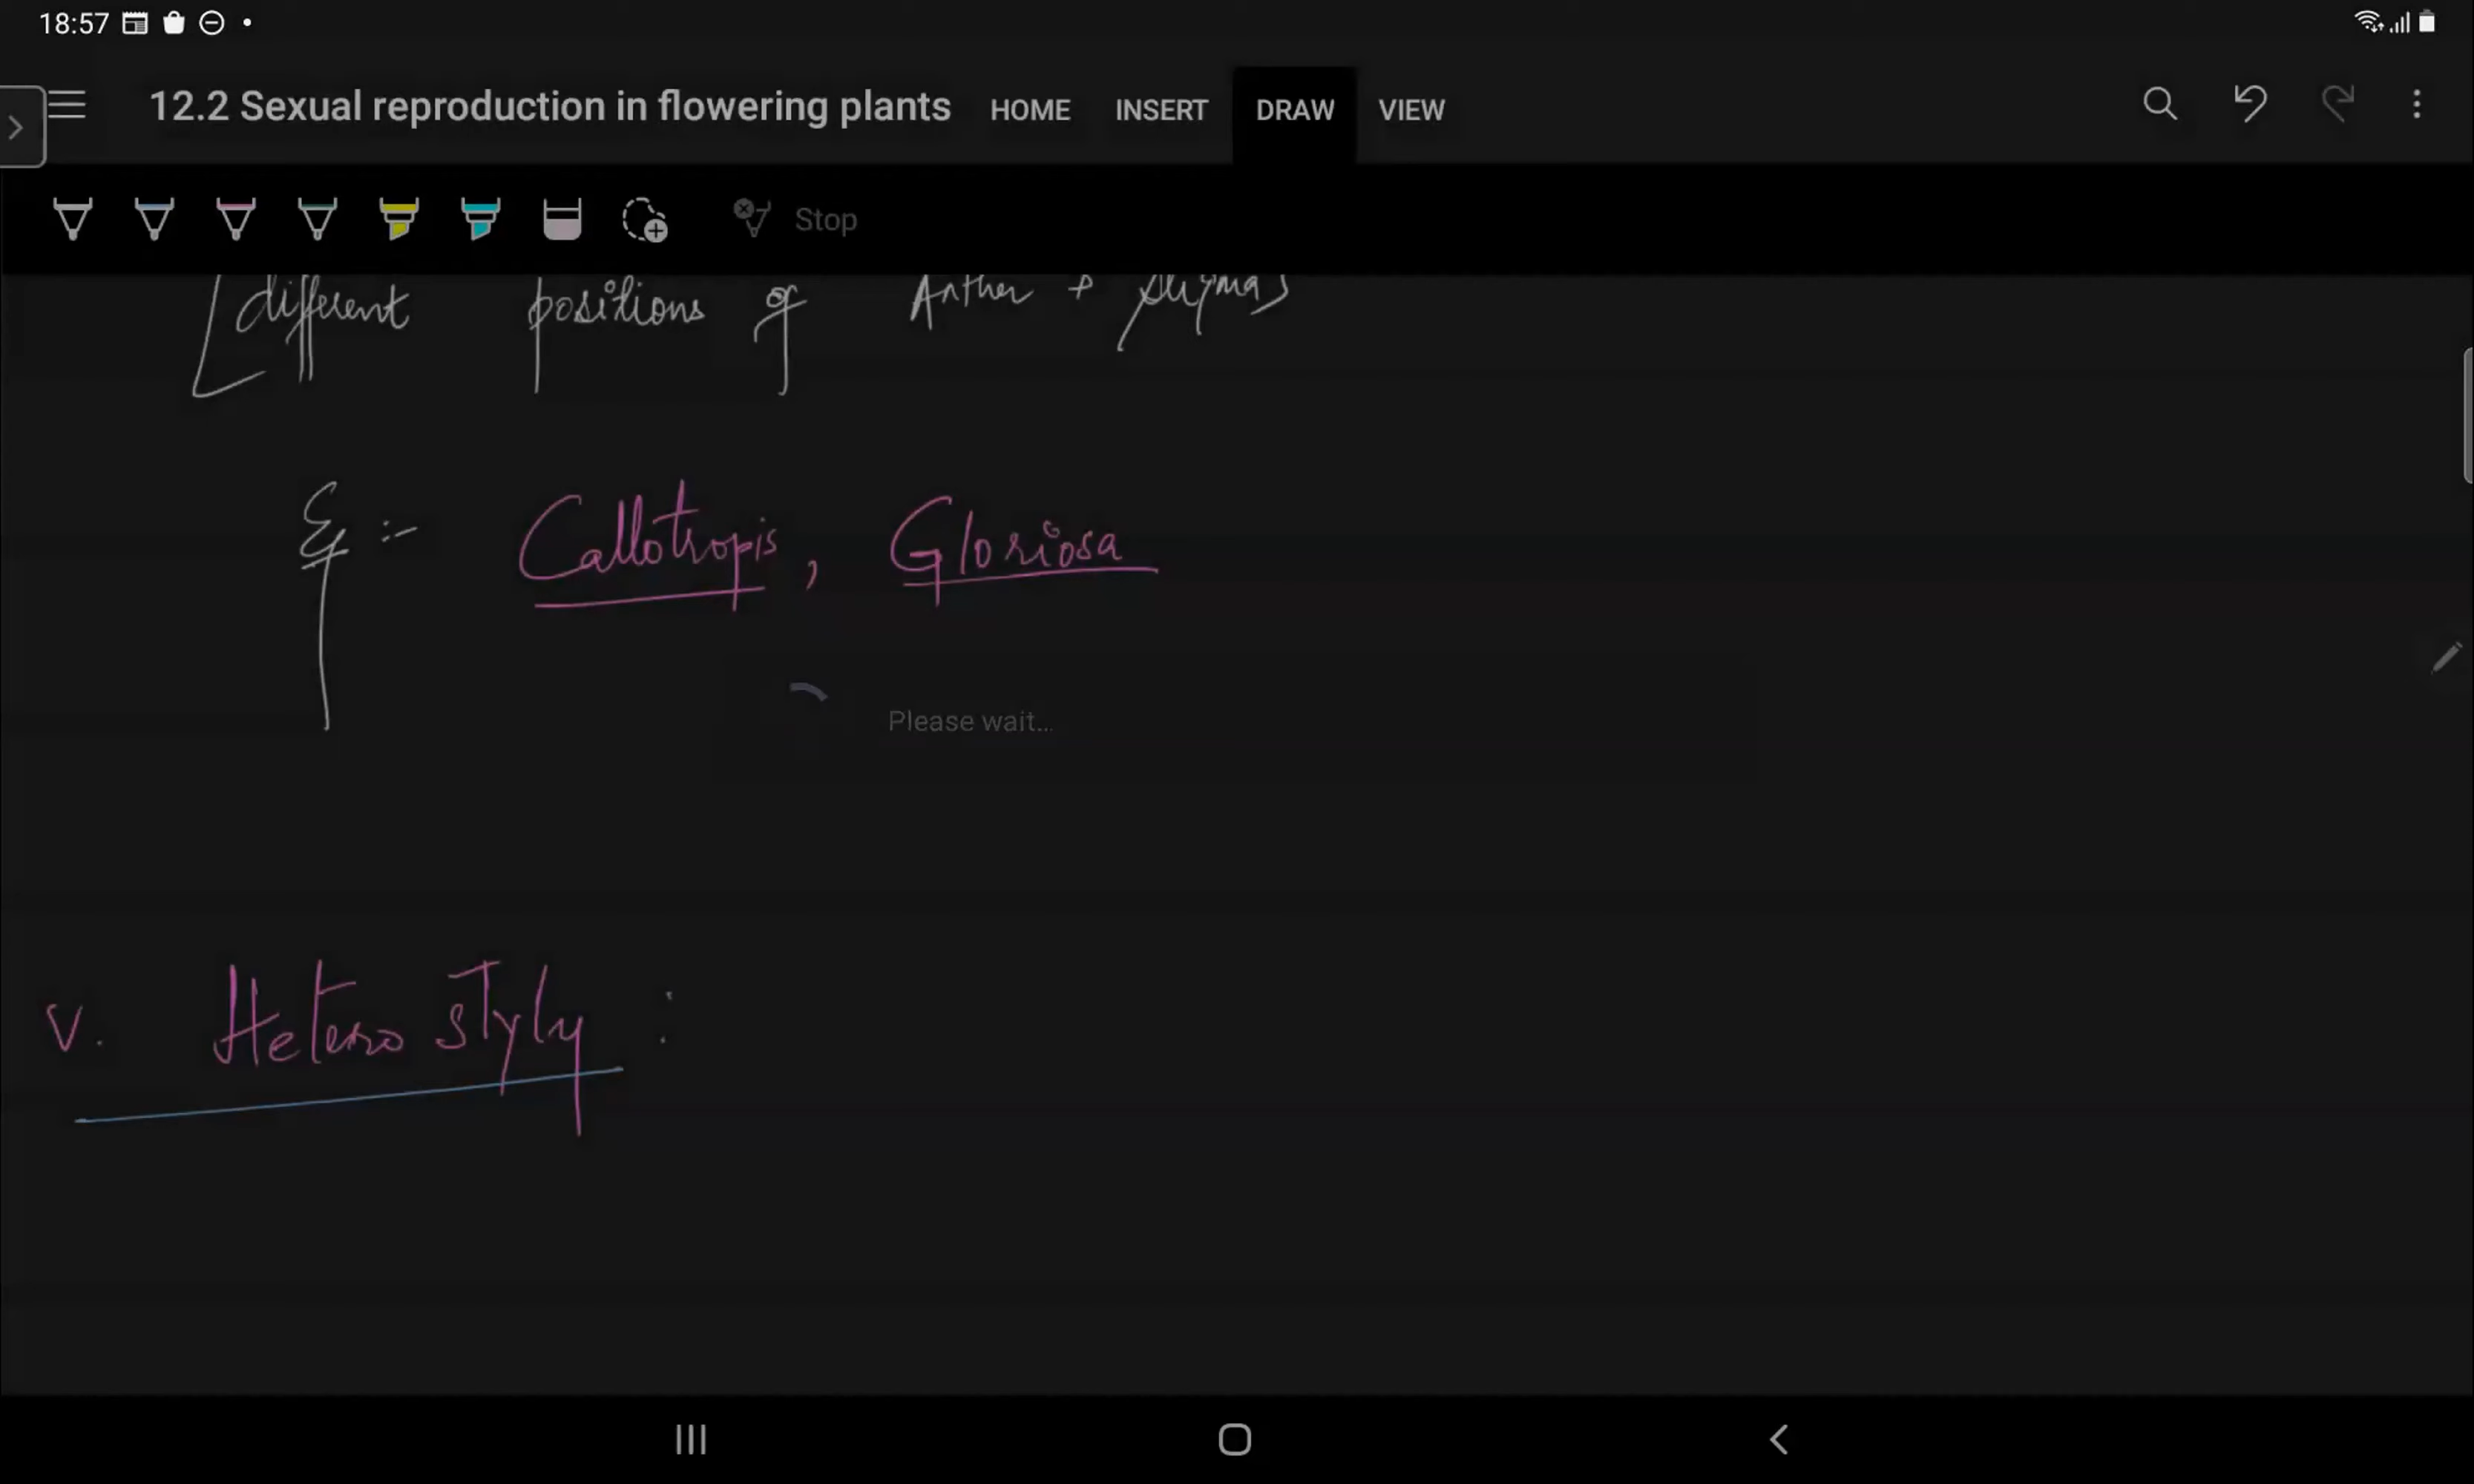 18:57
12.2 Sexual reproduction in flowering plants HOME INSERT DRAW VIEW
Stop
[different positions of Anther + stigmas
Eg :- Callotropis, Gloriosa
Please wait...
V. Hetero styly :